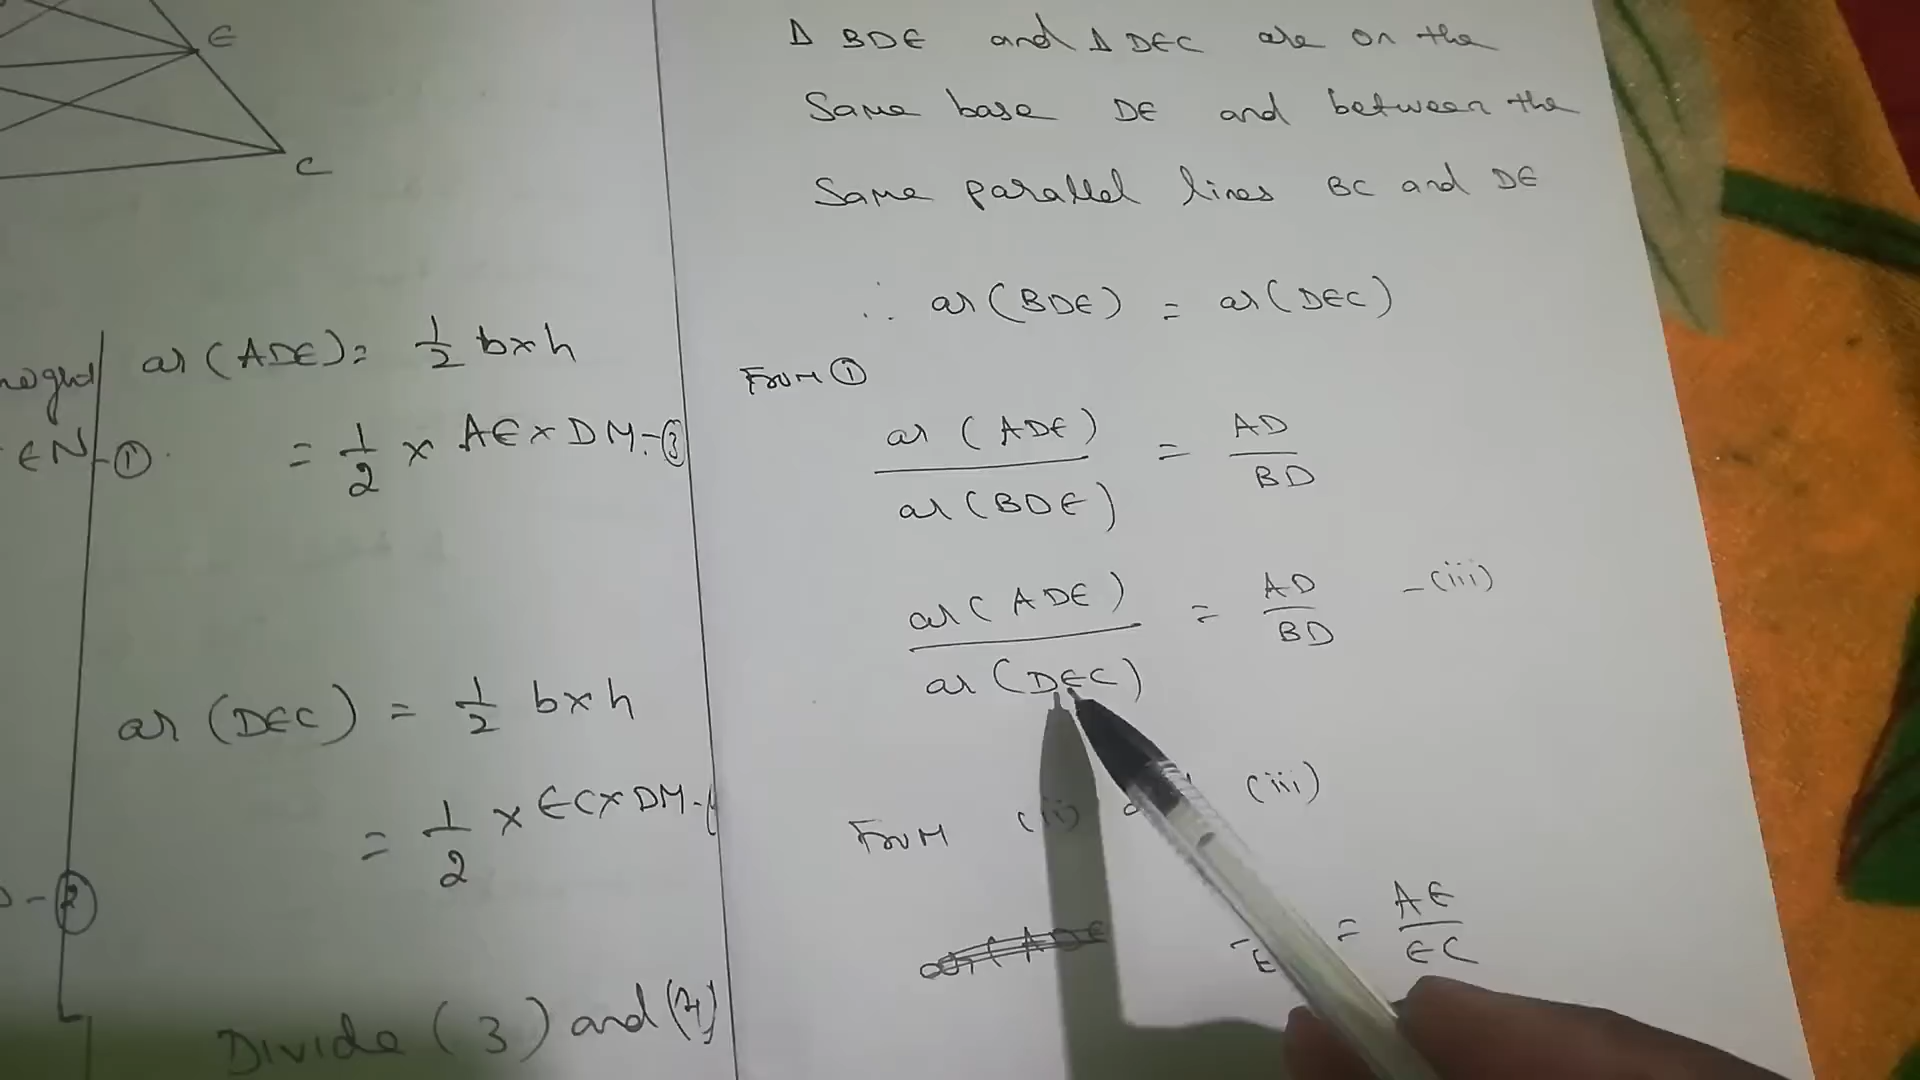 E
C
ar (ADE) = 1/2 b×h
EN-①
= 1/2 × AE × DM-③
ar (DEC) = 1/2 b×h
= 1/2 × EC × DM-
-②
Divide (3) and (4)
Δ BDE and Δ DEC are on the
Same base DE and between the
Same parallel lines BC and DE
∴ ar (BDE) = ar (DEC)
From ①
ar (ADE) / ar (BDE) = AD / BD
ar (ADE) / ar (DEC) = AD / BD -(iii)
From (ii) (iii)
= AE / EC